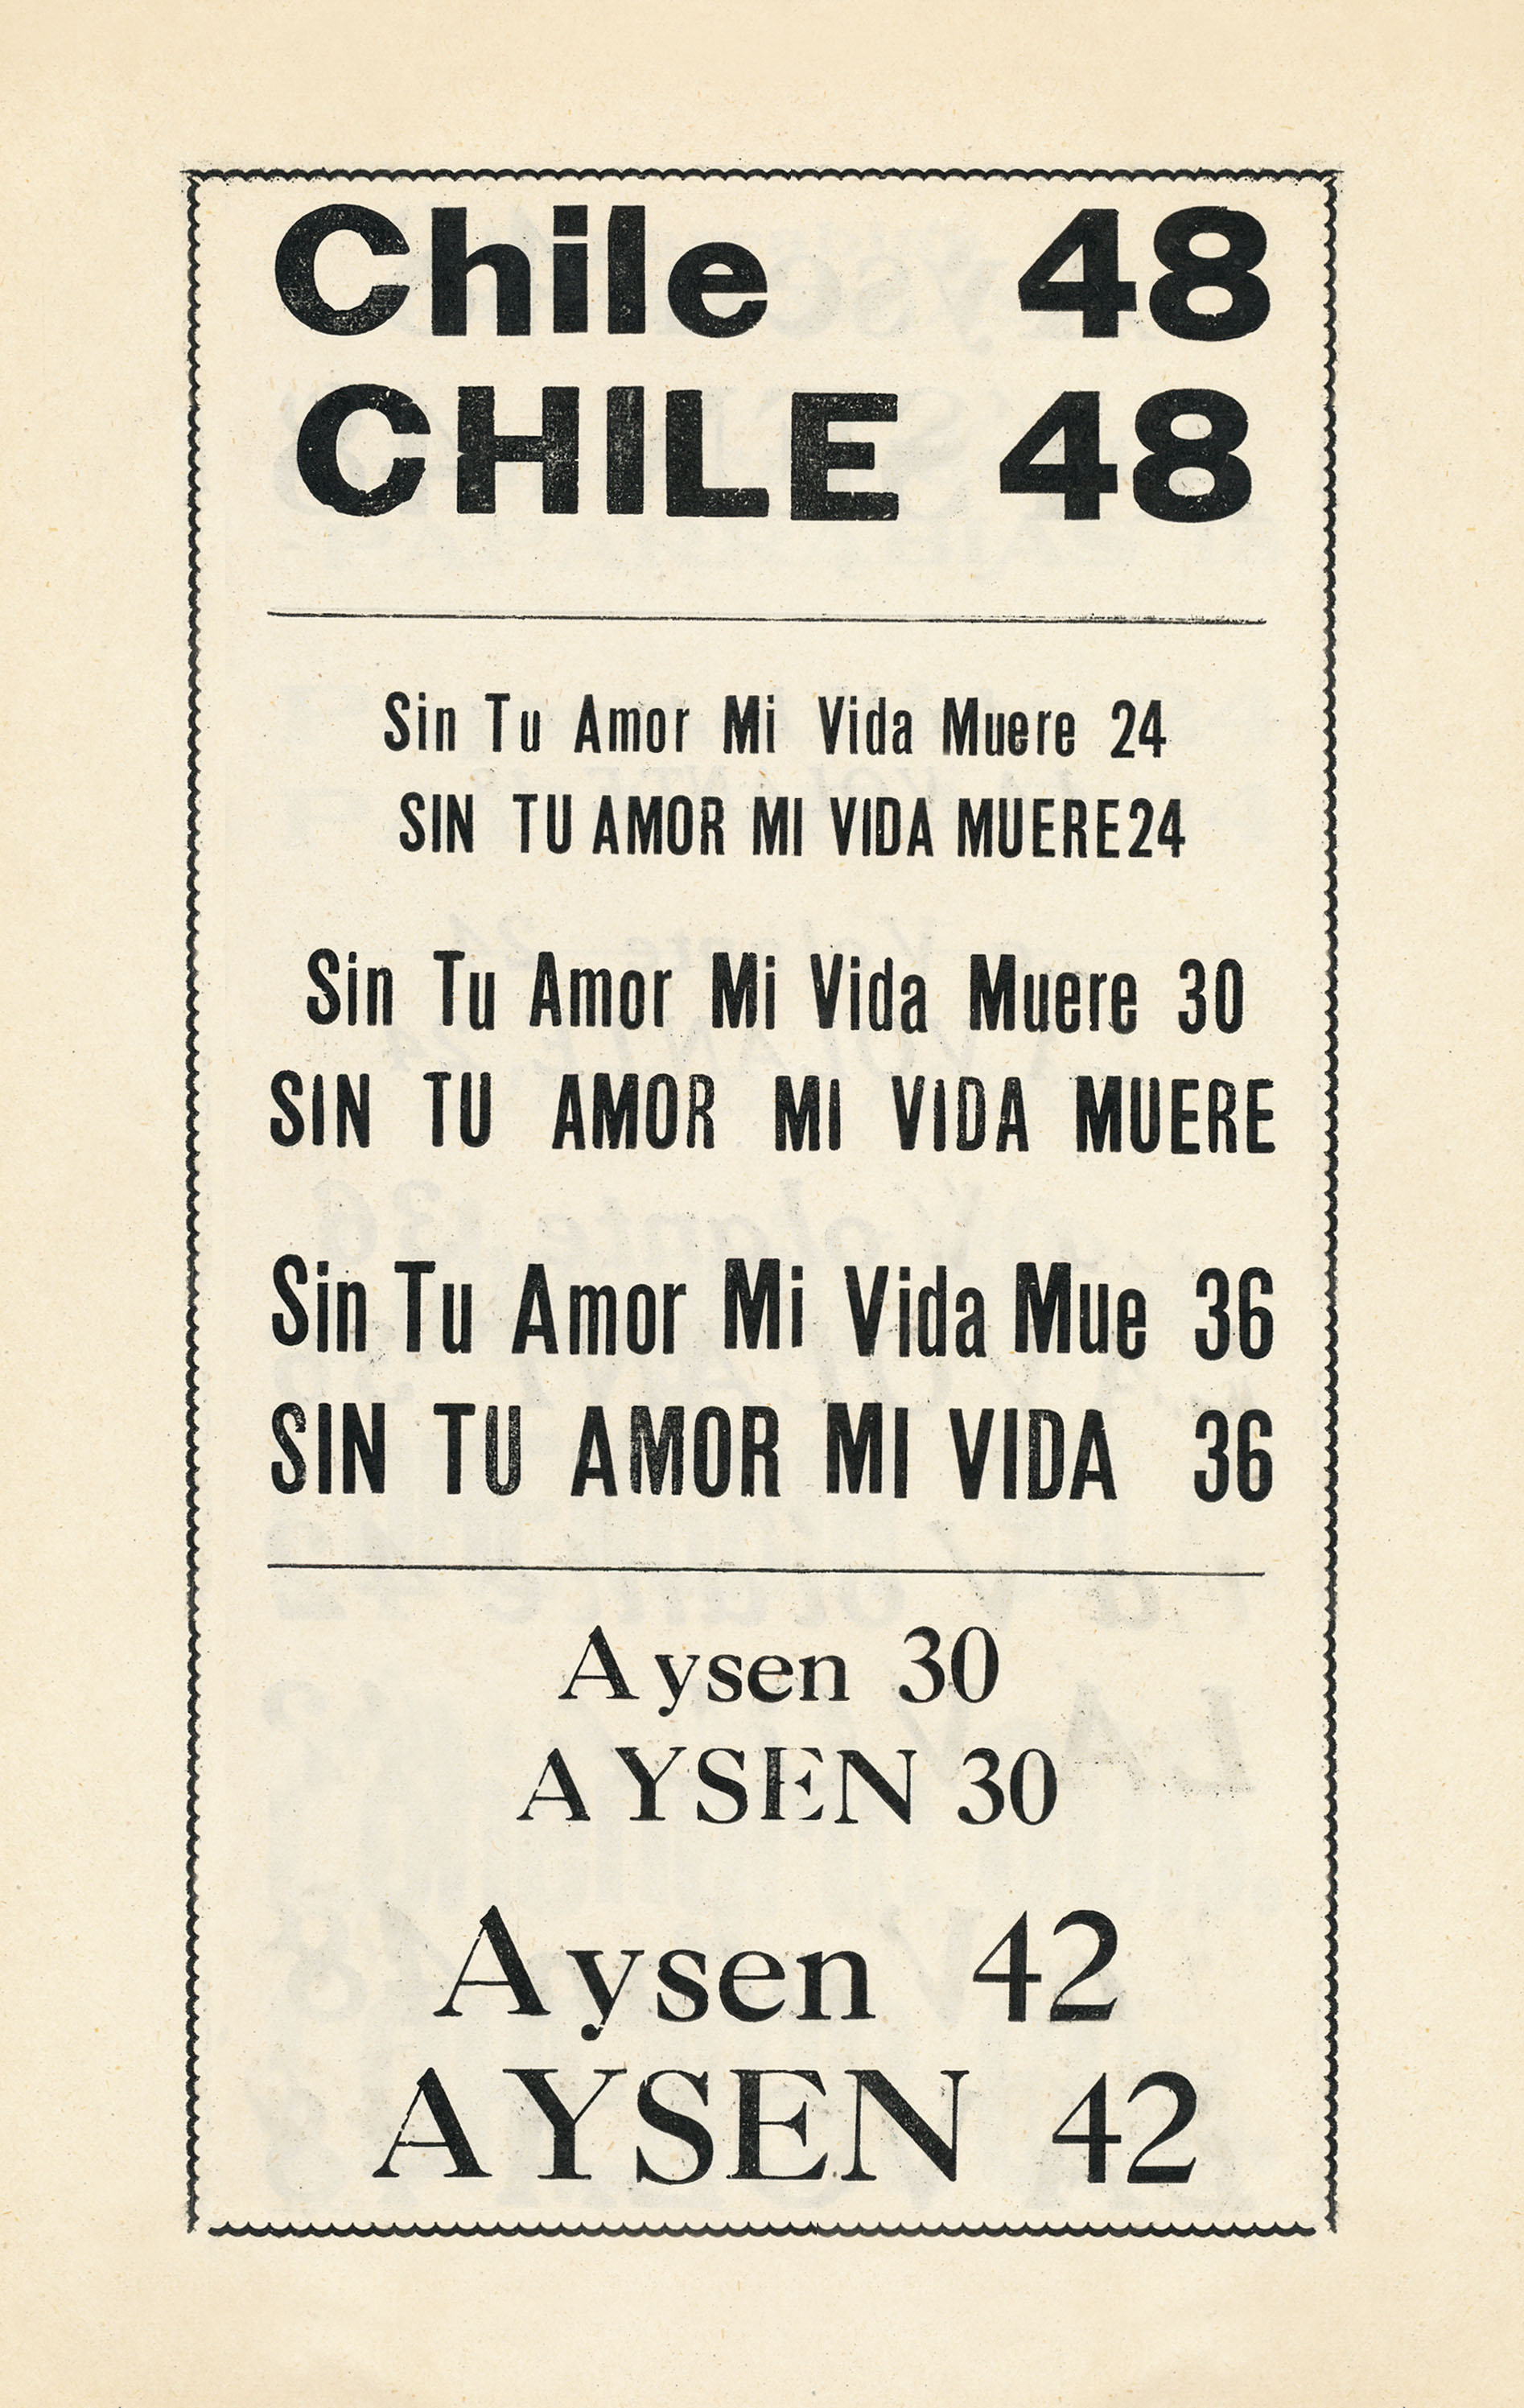 Chile 48
CHILE 48
Sin Tu Amor Mi Vida Muere 24
SIN TU AMOR MI VIDA MUERE24
Sin Tu Amor Mi Vida Muere 30
SIN TU AMOR MI VIDA MUERE
Sin Tu Amor Mi Vida Mue 36
SIN TU AMOR MI VIDA 36
Aysen 30
AYSEN 30
Aysen 42
AYSEN 42